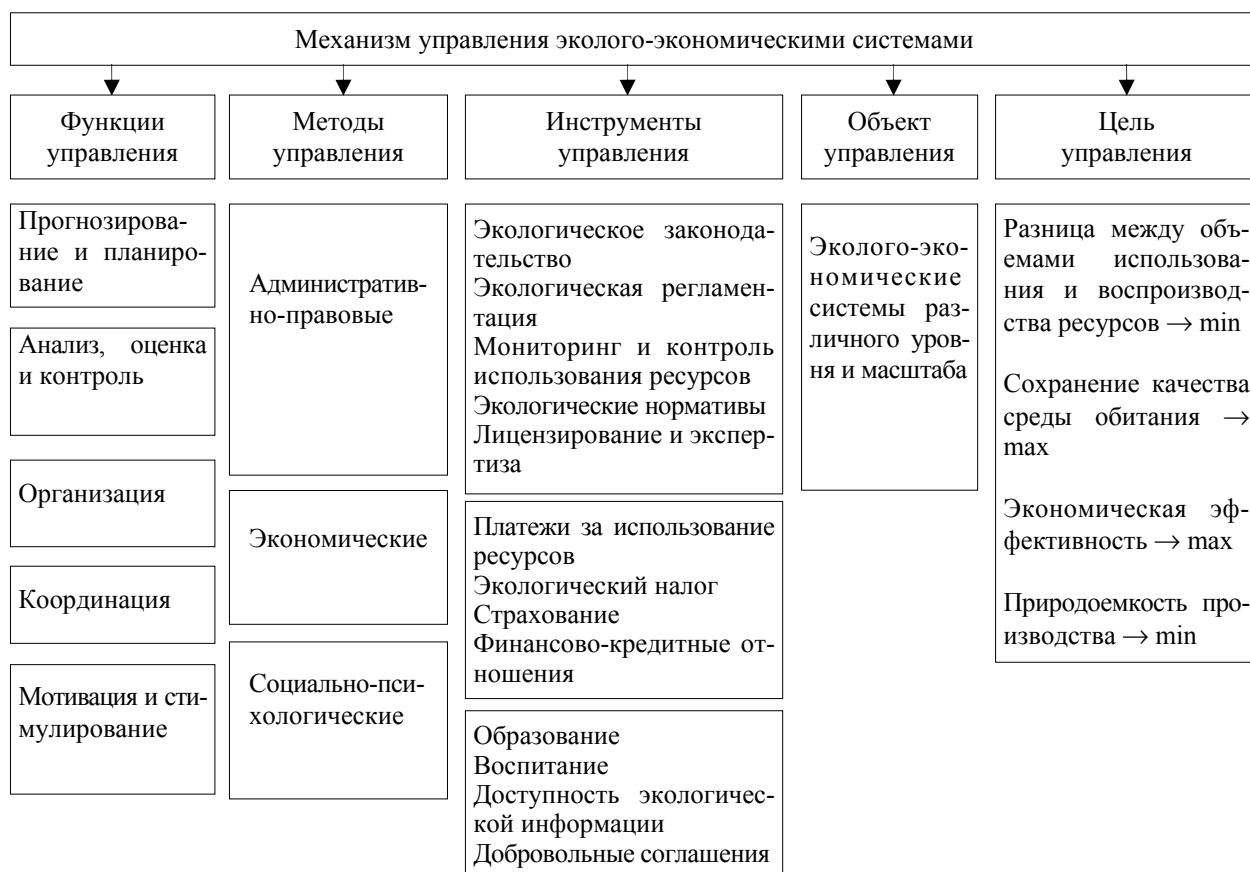 Механизм управления эколого-экономическими системами
Функции
управления
Методы
управления
Инструменты
управления
Объект
управления
Цель
управления
Прогнозирова-
ние и планиро-
вание
Анализ, оценка
и контроль
Организация
Координация
Мотивация и сти-
мулирование
Административ-
но-правовые
Экономические
Социально-пси-
хологические
Экологическое законода-
тельство
Экологическая регламен-
тация
Мониторинг и контроль
использования ресурсов
Экологические нормативы
Лицензирование и экспер-
тиза
Платежи за использование
ресурсов
Экологический налог
Страхование
Финансово-кредитные от-
ношения
Образование
Воспитание
Доступность экологичес-
кой информации
Добровольные соглашения
Эколого-эко-
номические
системы раз-
личного уров-
ня и масштаба
Разница между объ-
емами использова-
ния и воспроизвод-
ства ресурсов → min
Сохранение качества
среды обитания →
max
Экономическая эф-
фективность → max
Природоемкость про-
изводства → min